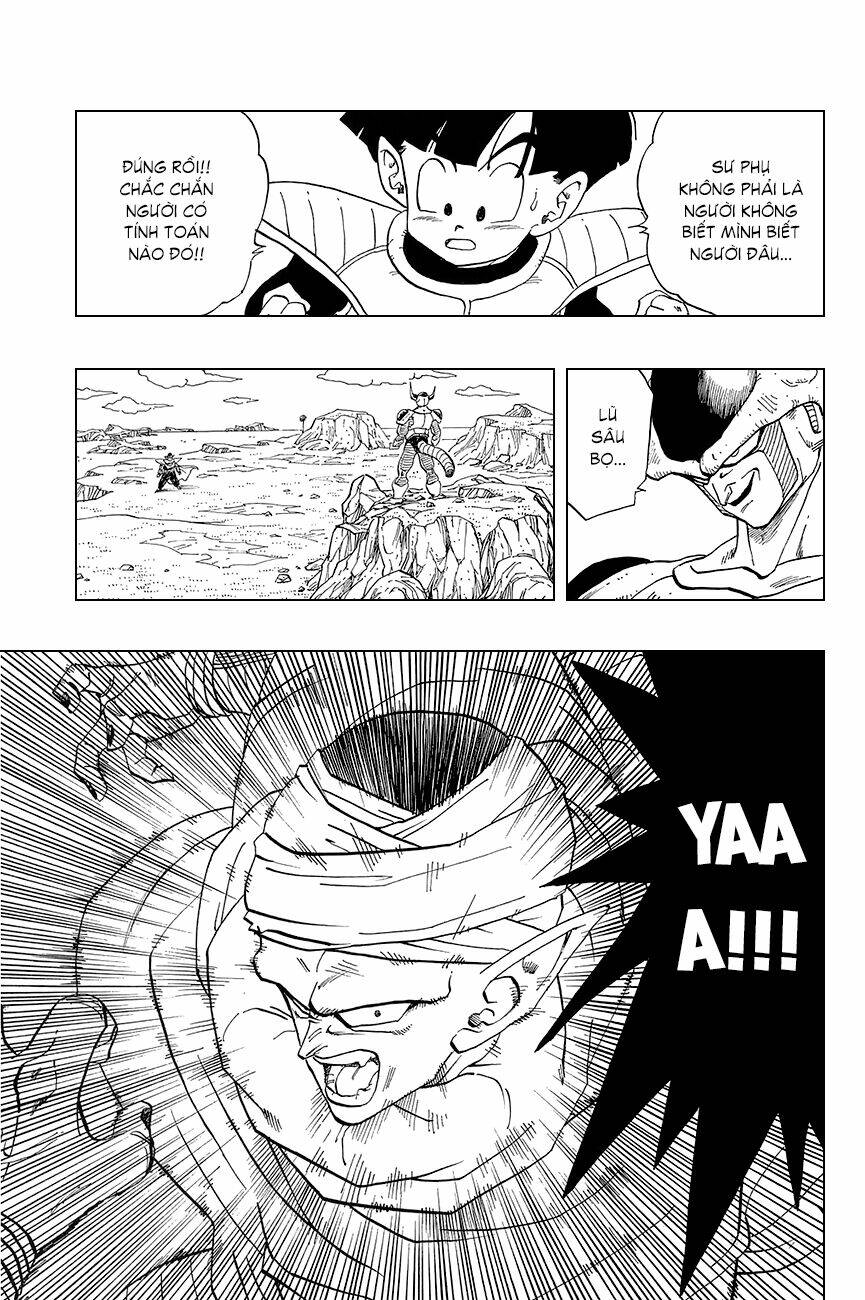 SƯ PHỤ
KHÔNG PHẢI LÀ
NGƯỜI KHÔNG
BIẾT MÌNH BIẾT
NGƯỜI ĐÂU...
ĐÚNG RỒI!!
CHẮC CHẮN
NGƯỜI CÓ
TÍNH TOÁN
NÀO ĐÓ!!
LŨ
SÂU
BỌ...
YAA
A!!!